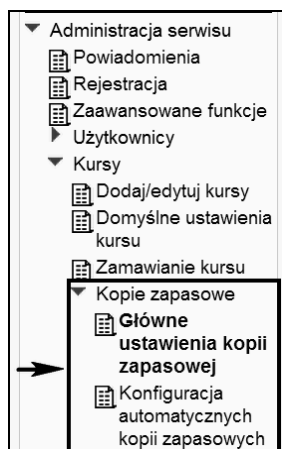 Administracja serwisu
Powiadomienia
Rejestracja
Zaawansowane funkcje
Użytkownicy
Kursy
Dodaj/edytuj kursy
Domyślne ustawienia
kursu
Zamawianie kursu
Kopie zapasowe
Główne
ustawienia kopii
zapasowej
Konfiguracja
automatycznych
kopii zapasowych